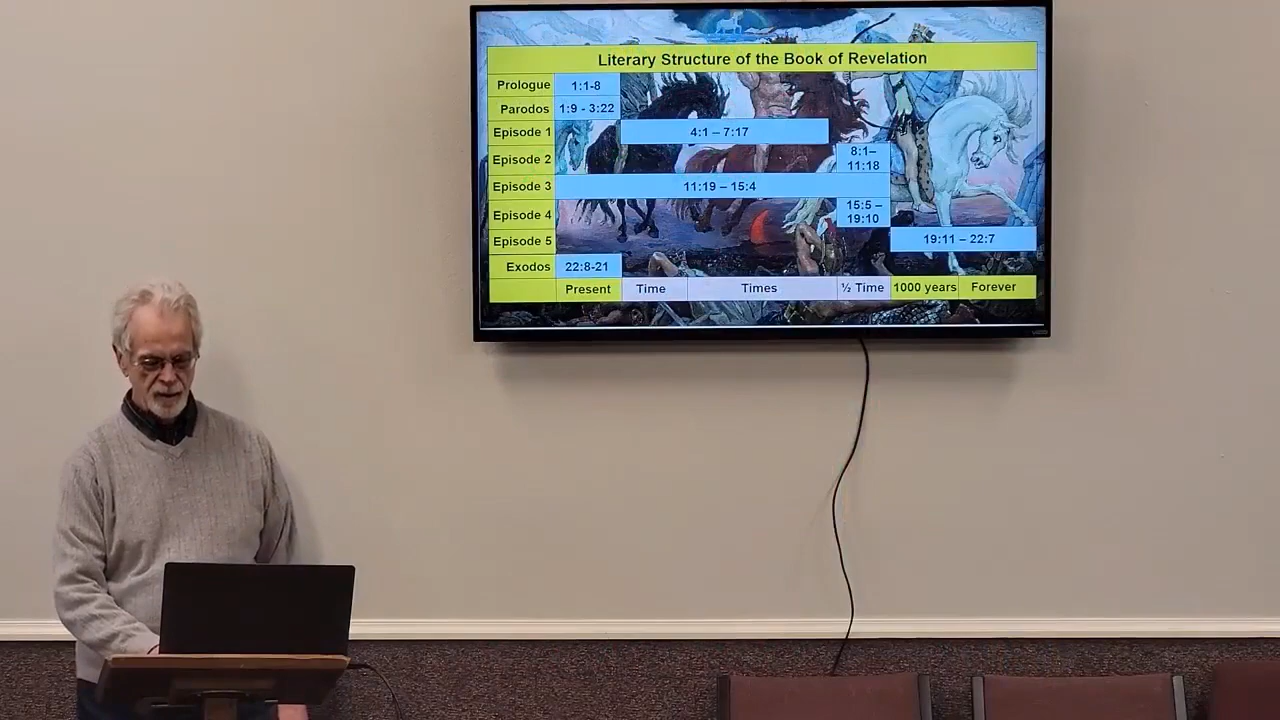 Literary Structure of the Book of Revelation
Prologue 1:1-8
Parodos 1:9 - 3:22
Episode 1 4:1 – 7:17
Episode 2 8:1– 11:18
Episode 3 11:19 – 15:4
Episode 4 15:5 – 19:10
Episode 5 19:11 – 22:7
Exodos 22:8-21
Present Time Times ½ Time 1000 years Forever